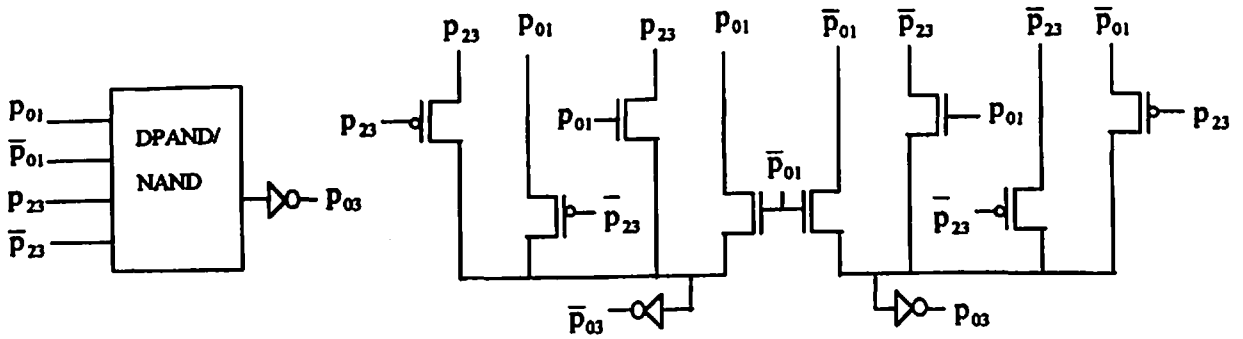 p₀₁
p̅₀₁
p₂₃
p̅₂₃
DPAND/
NAND
p₀₃
p₂₃ p₀₁ p₂₃ p₀₁ p̅₀₁ p̅₂₃ p̅₂₃ p̅₀₁
p₂₃ p₀₁ p₀₁ p₂₃
p̅₀₁
p̅₂₃ p̅₂₃
p̅₀₃ p₀₃